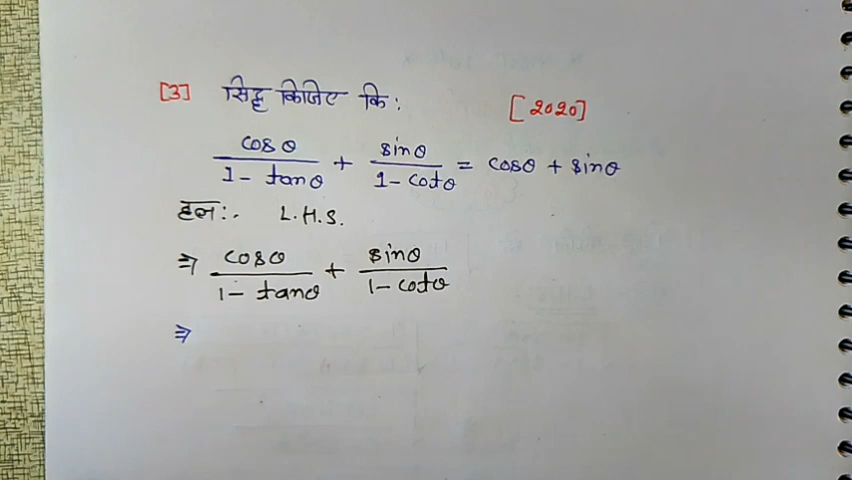 [3] सिद्ध किजिए कि : [2020]
cosθ / 1 - tanθ + sinθ / 1 - cotθ = cosθ + sinθ
हल :. L.H.S.
⇒ cosθ / 1 - tanθ + sinθ / 1 - cotθ
⇒